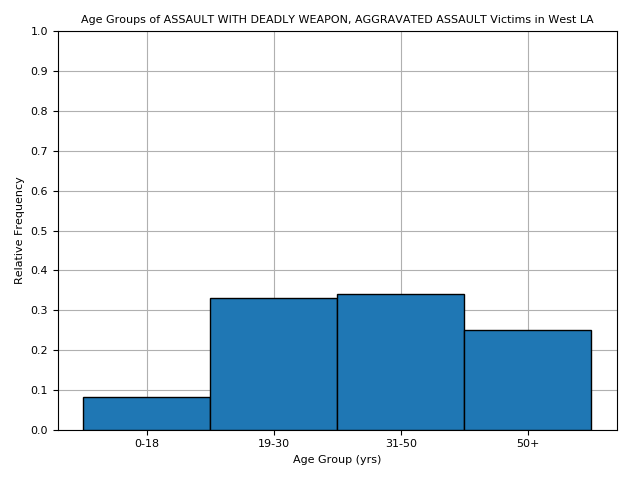 Age Groups of ASSAULT WITH DEADLY WEAPON, AGGRAVATED ASSAULT Victims in West LA
1.0
0.9
0.8
0.7
0.6
0.5
0.4
0.3
0.2
0.1
0.0
Relative Frequency
0-18 19-30 31-50 50+
Age Group (yrs)